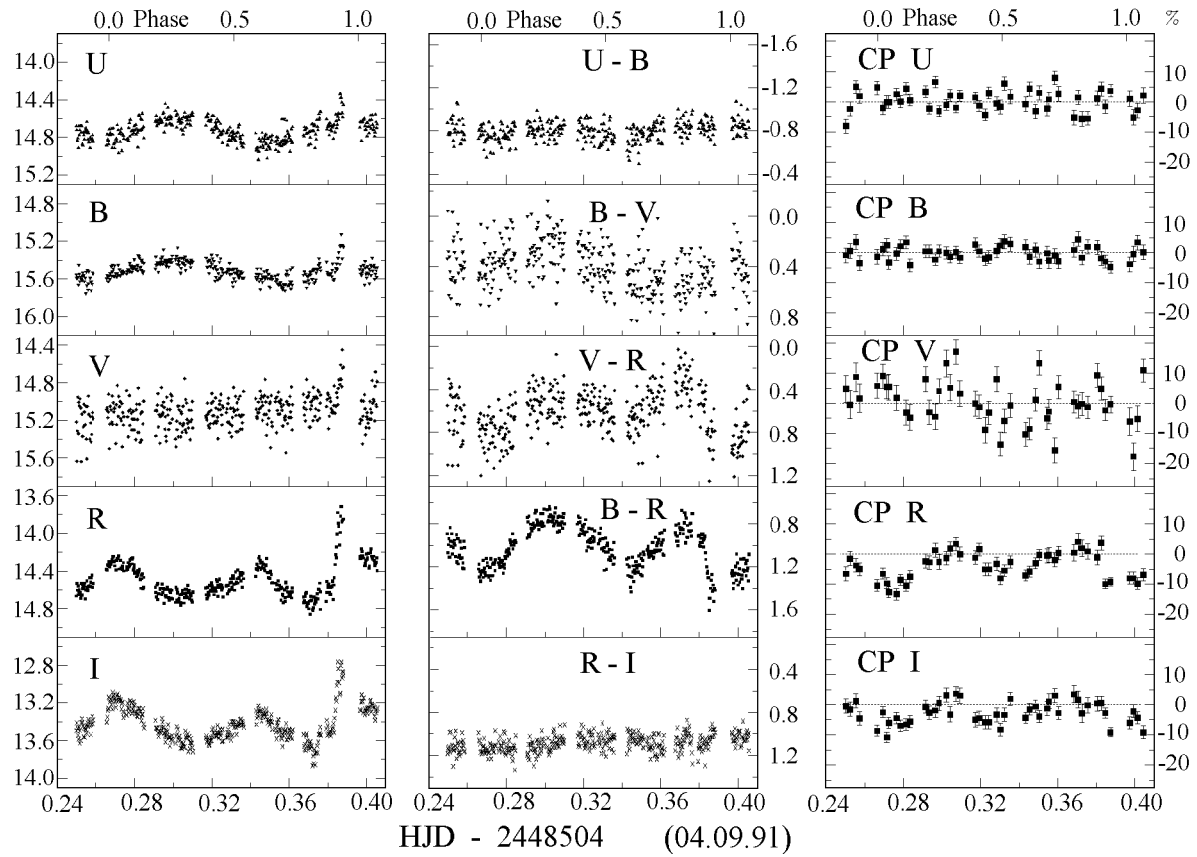 0.0 Phase 0.5 1.0
0.0 Phase 0.5 1.0
0.0 Phase 0.5 1.0 %
U
14.0
14.4
14.8
15.2
B
14.8
15.2
15.6
16.0
V
14.4
14.8
15.2
15.6
R
13.6
14.0
14.4
14.8
I
12.8
13.2
13.6
14.0
0.24 0.28 0.32 0.36 0.40
U - B
-1.6
-1.2
-0.8
-0.4
B - V
0.0
0.4
0.8
V - R
0.0
0.4
0.8
1.2
B - R
0.8
1.2
1.6
R - I
0.4
0.8
1.2
0.28 0.32 0.36 0.40
CP U
10
0
-10
-20
CP B
10
0
-10
-20
CP V
10
0
-10
-20
CP R
10
0
-10
-20
CP I
10
0
-10
-20
0.24 0.28 0.32 0.36 0.40
HJD - 2448504 (04.09.91)